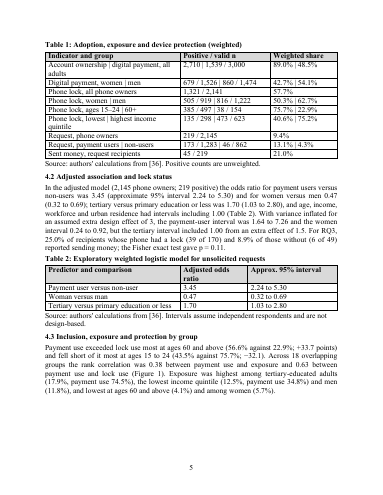 Table 1: Adoption, exposure and device protection (weighted)
Indicator and group Positive / valid n Weighted share
Account ownership | digital payment, all 2,710 | 1,539 / 3,000 89.0% | 48.5%
adults
Digital payment, women | men 679 / 1,526 | 860 / 1,474 42.7% | 54.1%
Phone lock, all phone owners 1,321 / 2,141 57.7%
Phone lock, women | men 505 / 919 | 816 / 1,222 50.3% | 62.7%
Phone lock, ages 15–24 | 60+ 385 / 497 | 38 / 154 75.7% | 22.9%
Phone lock, lowest | highest income 135 / 298 | 473 / 623 40.6% | 75.2%
quintile
Request, phone owners 219 / 2,145 9.4%
Request, payment users | non-users 173 / 1,283 | 46 / 862 13.1% | 4.3%
Sent money, request recipients 45 / 219 21.0%
Source: authors' calculations from [36]. Positive counts are unweighted.
4.2 Adjusted association and lock status
In the adjusted model (2,145 phone owners; 219 positive) the odds ratio for payment users versus
non-users was 3.45 (approximate 95% interval 2.24 to 5.30) and for women versus men 0.47
(0.32 to 0.69); tertiary versus primary education or less was 1.70 (1.03 to 2.80), and age, income,
workforce and urban residence had intervals including 1.00 (Table 2). With variance inflated for
an assumed extra design effect of 3, the payment-user interval was 1.64 to 7.26 and the women
interval 0.24 to 0.92, but the tertiary interval included 1.00 from an extra effect of 1.5. For RQ3,
25.0% of recipients whose phone had a lock (39 of 170) and 8.9% of those without (6 of 49)
reported sending money; the Fisher exact test gave p = 0.11.
Table 2: Exploratory weighted logistic model for unsolicited requests
Predictor and comparison Adjusted odds Approx. 95% interval
ratio
Payment user versus non-user 3.45 2.24 to 5.30
Woman versus man 0.47 0.32 to 0.69
Tertiary versus primary education or less 1.70 1.03 to 2.80
Source: authors' calculations from [36]. Intervals assume independent respondents and are not
design-based.
4.3 Inclusion, exposure and protection by group
Payment use exceeded lock use most at ages 60 and above (56.6% against 22.9%; +33.7 points)
and fell short of it most at ages 15 to 24 (43.5% against 75.7%; −32.1). Across 18 overlapping
groups the rank correlation was 0.38 between payment use and exposure and 0.63 between
payment use and lock use (Figure 1). Exposure was highest among tertiary-educated adults
(17.9%, payment use 74.5%), the lowest income quintile (12.5%, payment use 34.8%) and men
(11.8%), and lowest at ages 60 and above (4.1%) and among women (5.7%).
5